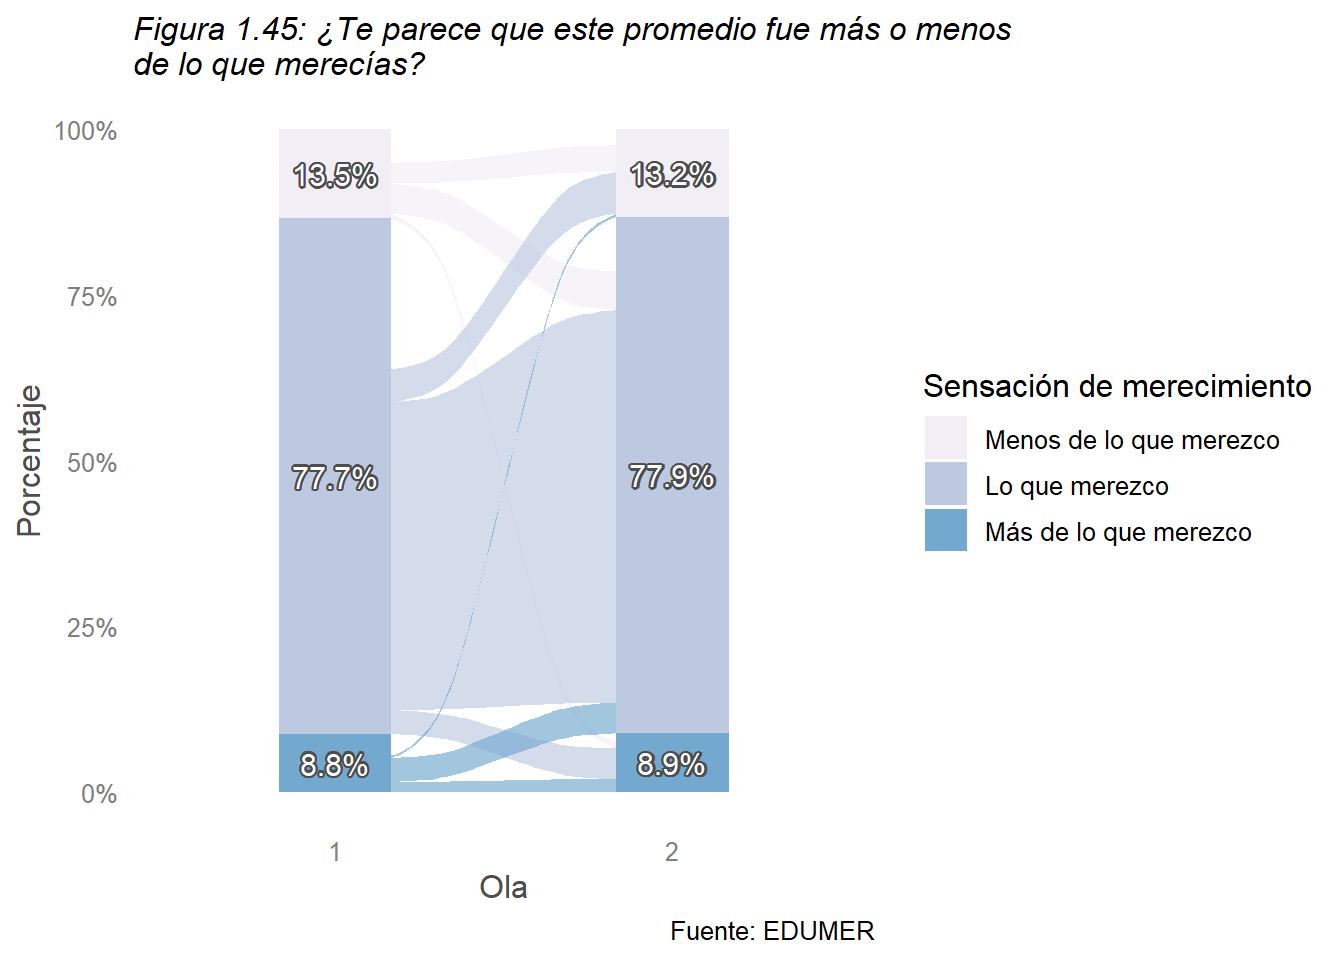 Figura 1.45: ¿Te parece que este promedio fue más o menos
de lo que merecías?
100%
75%
50%
25%
0%
Porcentaje
13.5%
13.2%
77.7%
77.9%
8.8%
8.9%
1
2
Ola
Sensación de merecimiento
Menos de lo que merezco
Lo que merezco
Más de lo que merezco
Fuente: EDUMER